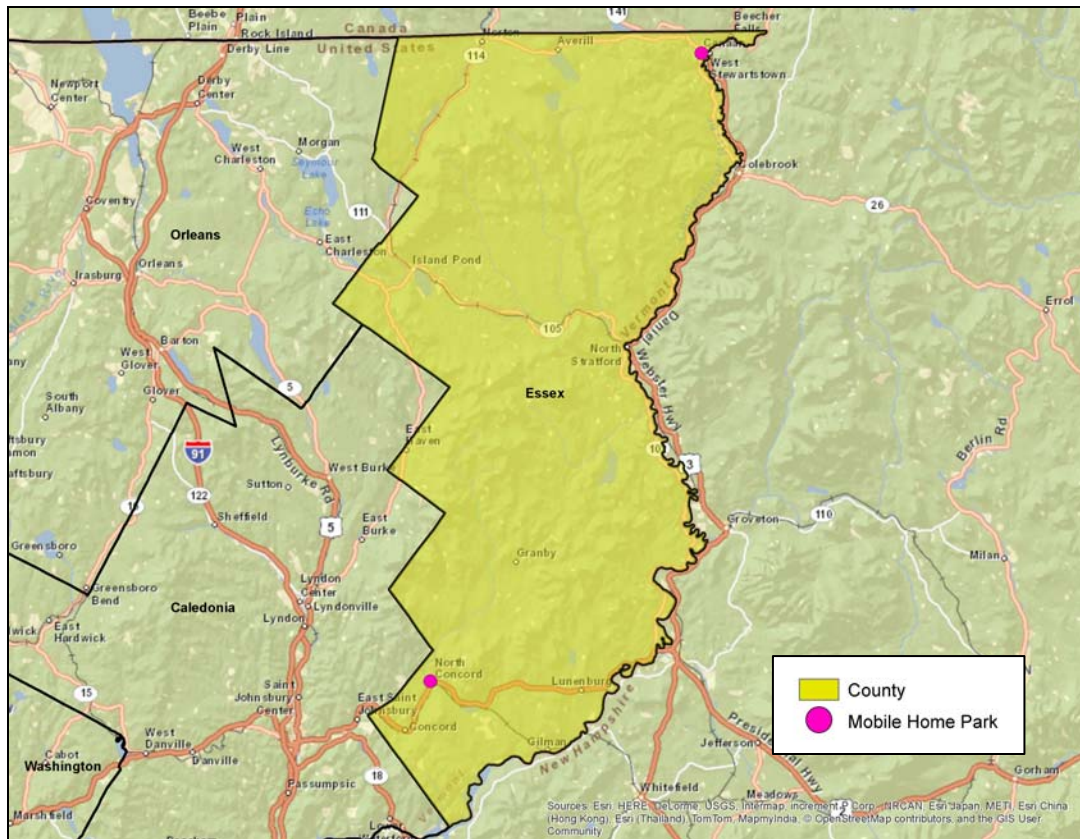 141
Beebe
Plain
Plain
Rock Island
Derby Line
Canada
United States
Norton
114
Averill
Beecher
Falls
Canaan
West
Stewartstown
Newport
Center
Derby
Center
West
Charleston
Morgan
Seymour
Lake
Echo
Lake
111
East
Charleston
Coventry
Orleans
Orleans
Irasburg
Black River
Island Pond
Colebrook
26
Errol
105
North
Stratford
Vermont
Daniel
Webster Hwy
Barton
West
Glover
Glover
5
South
Albany
Essex
East
Haven
91
Lynburke Rd
West Burke
Sutton
122
16
5
Sheffield
East
Burke
3
Berlin Rd
Groveton
110
Milan
Granby
Greensboro
Greensboro
Bend
Lyndon
Center
Lyndonville
Lyndon
Caledonia
East
Hardwick
North
Concord
Lunenburg
15
Saint
Johnsbury
Center
East Saint
Johnsbury
Concord
Gilman
New Hampshire
County
Mobile Home Park
West
Danville
Danville
Cabot
Washington
Marshfield
Passumpsic
18
Jefferson
Presidential Hwy
Whitefield
Meadows
2
Gorham
Sources: Esri, HERE, DeLorme, USGS, Intermap, increment P Corp., NRCAN, Esri Japan, METI, Esri China
(Hong Kong), Esri (Thailand), TomTom, MapmyIndia, © OpenStreetMap contributors, and the GIS User
Community